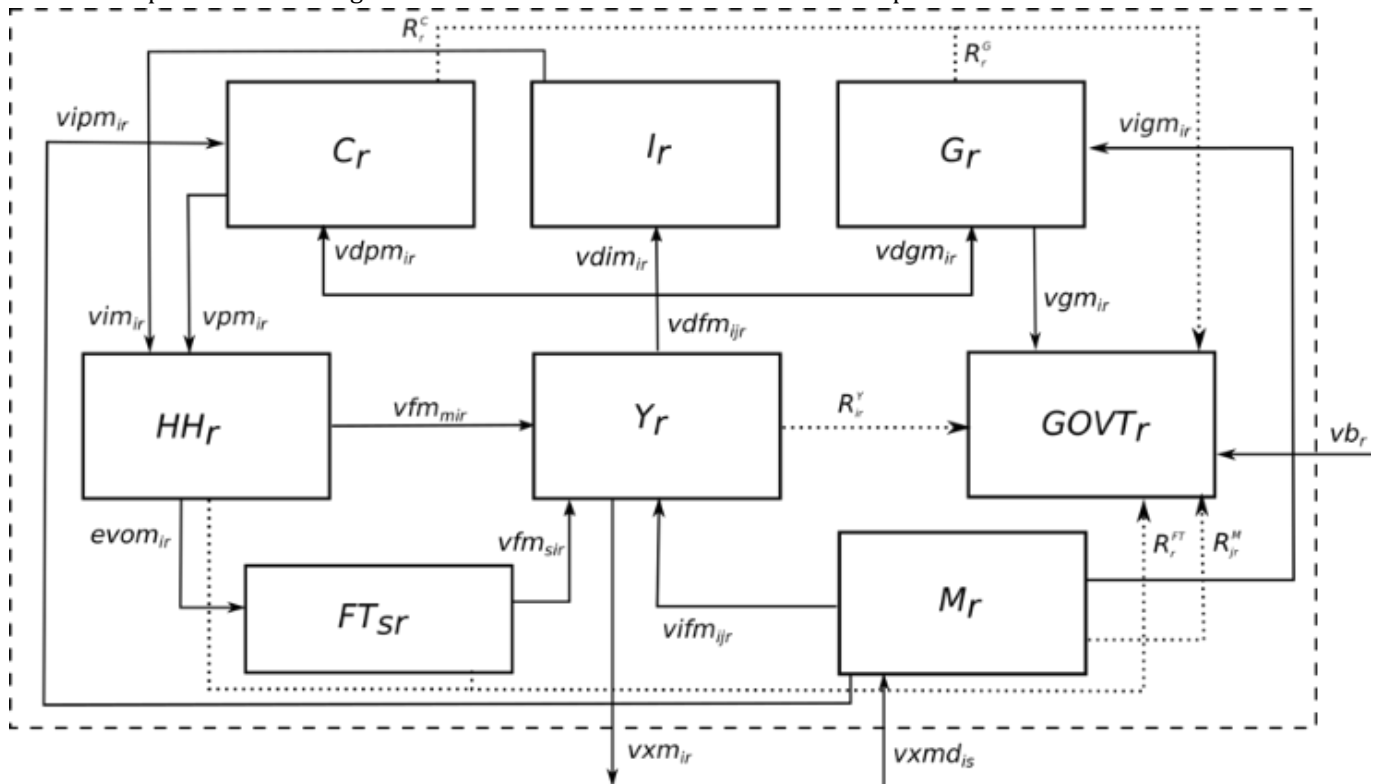 R_r^C
R_r^G
vipm_ir
C_r
I_r
G_r
vigm_ir
vdpm_ir
vdim_ir
vdgm_ir
vim_ir
vpm_ir
vdfm_ijr
vgm_ir
HH_r
vfm_mir
Y_r
R_ir^Y
GOVT_r
vb_r
evom_ir
vfm_sir
R_r^FT
R_jr^M
FT_sr
vifm_ijr
M_r
vxm_ir
vxmd_is